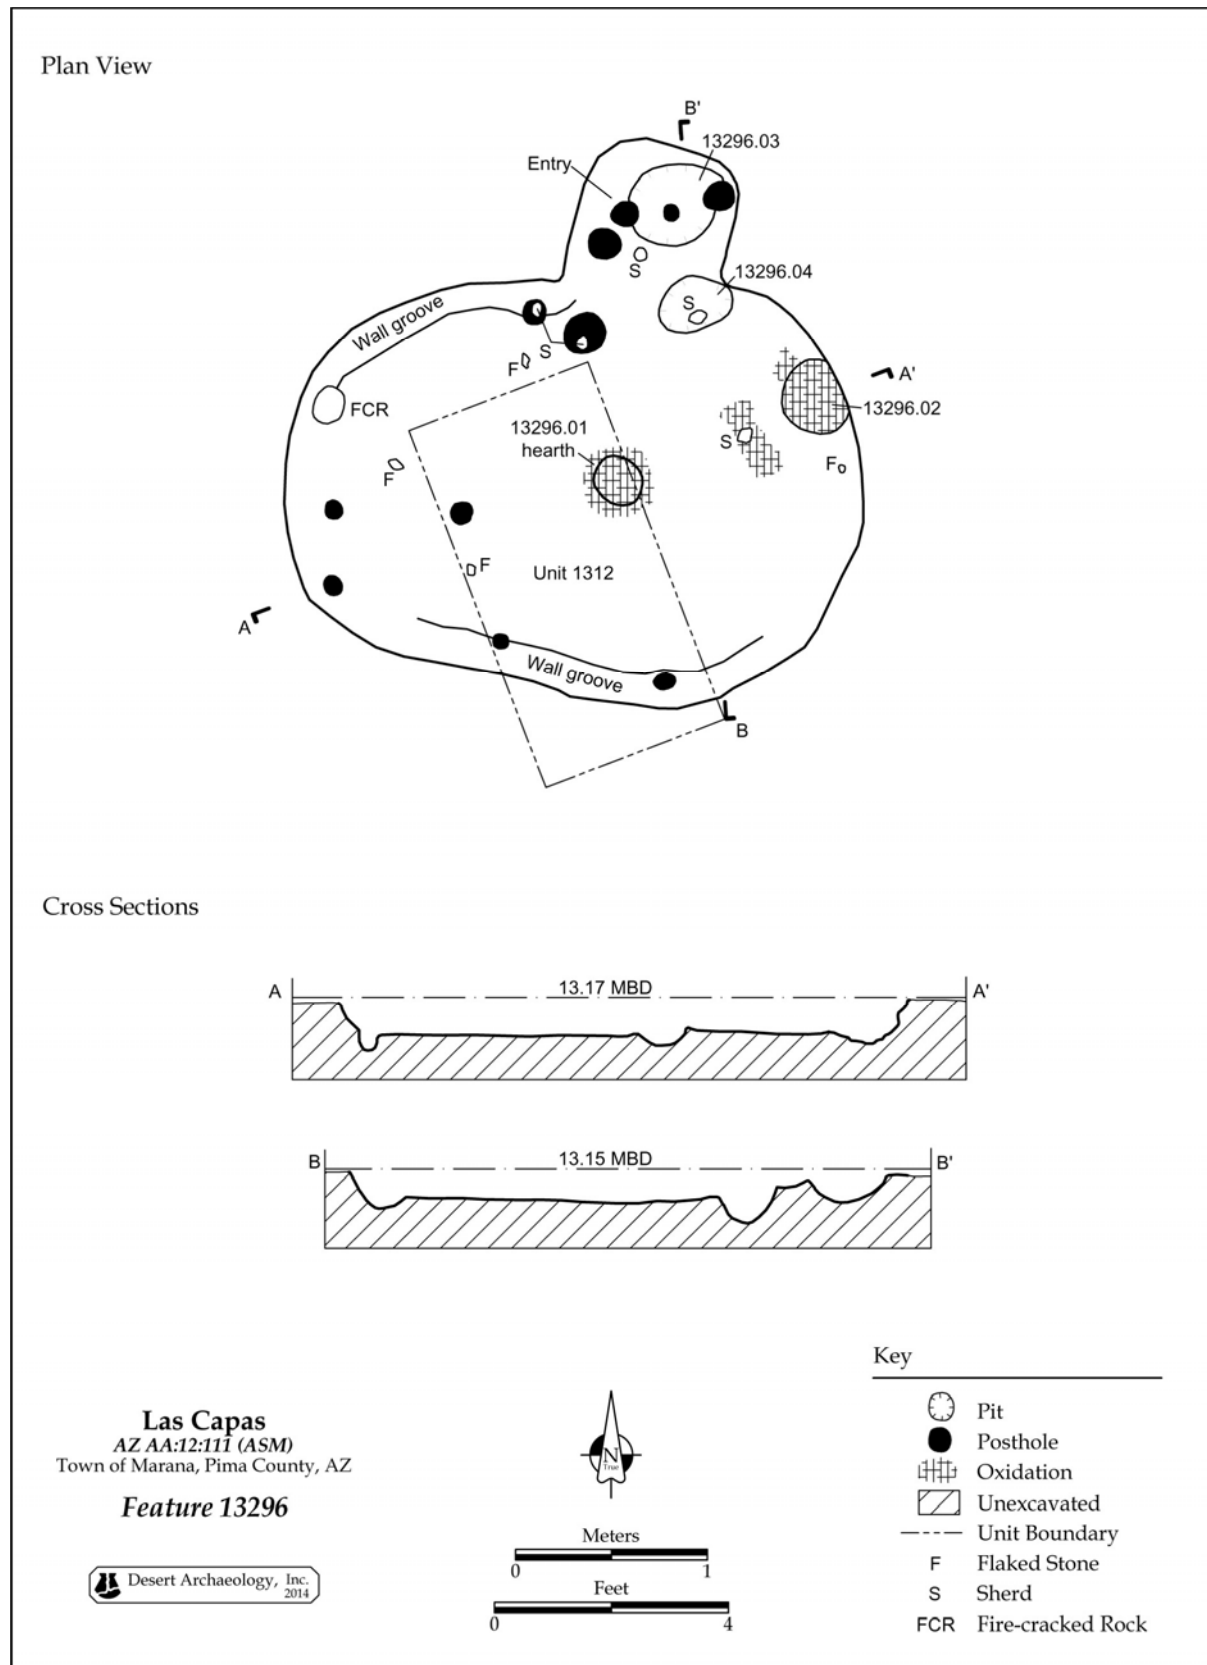 Plan View
B'
13296.03
Entry
S
13296.04
S
Wall groove
S
F
A'
FCR
13296.02
13296.01
hearth
S
F
F
F
Unit 1312
A
Wall groove
B
Cross Sections
A
13.17 MBD
A'
B
13.15 MBD
B'
Key
Pit
Posthole
Oxidation
Unexcavated
Unit Boundary
F Flaked Stone
S Sherd
FCR Fire-cracked Rock
Las Capas
AZ AA:12:111 (ASM)
Town of Marana, Pima County, AZ
Feature 13296
Desert Archaeology, Inc.
2014
N
True
Meters
0 1
Feet
0 4